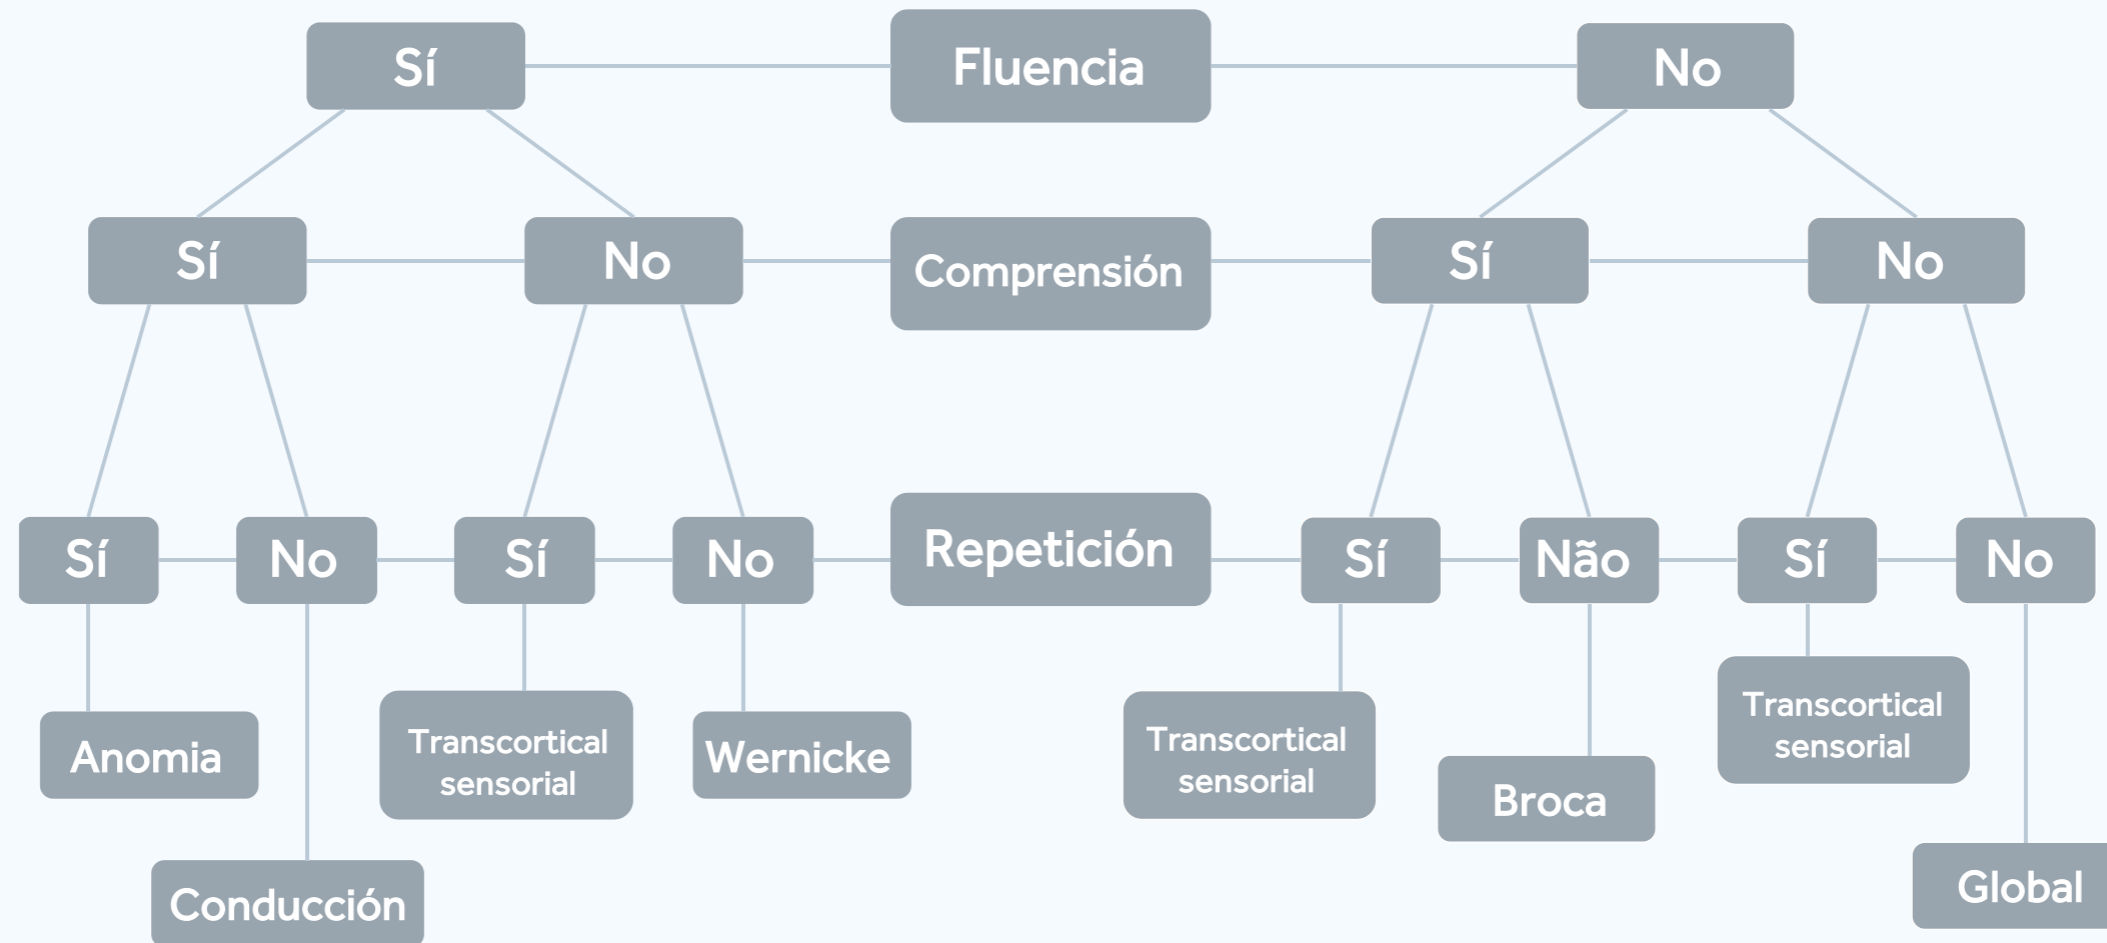 Sí
Fluencia
No
Sí
No
Comprensión
Sí
No
Sí
No
Sí
No
Repetición
Sí
Não
Sí
No
Anomia
Transcortical
sensorial
Wernicke
Transcortical
sensorial
Broca
Transcortical
sensorial
Conducción
Global